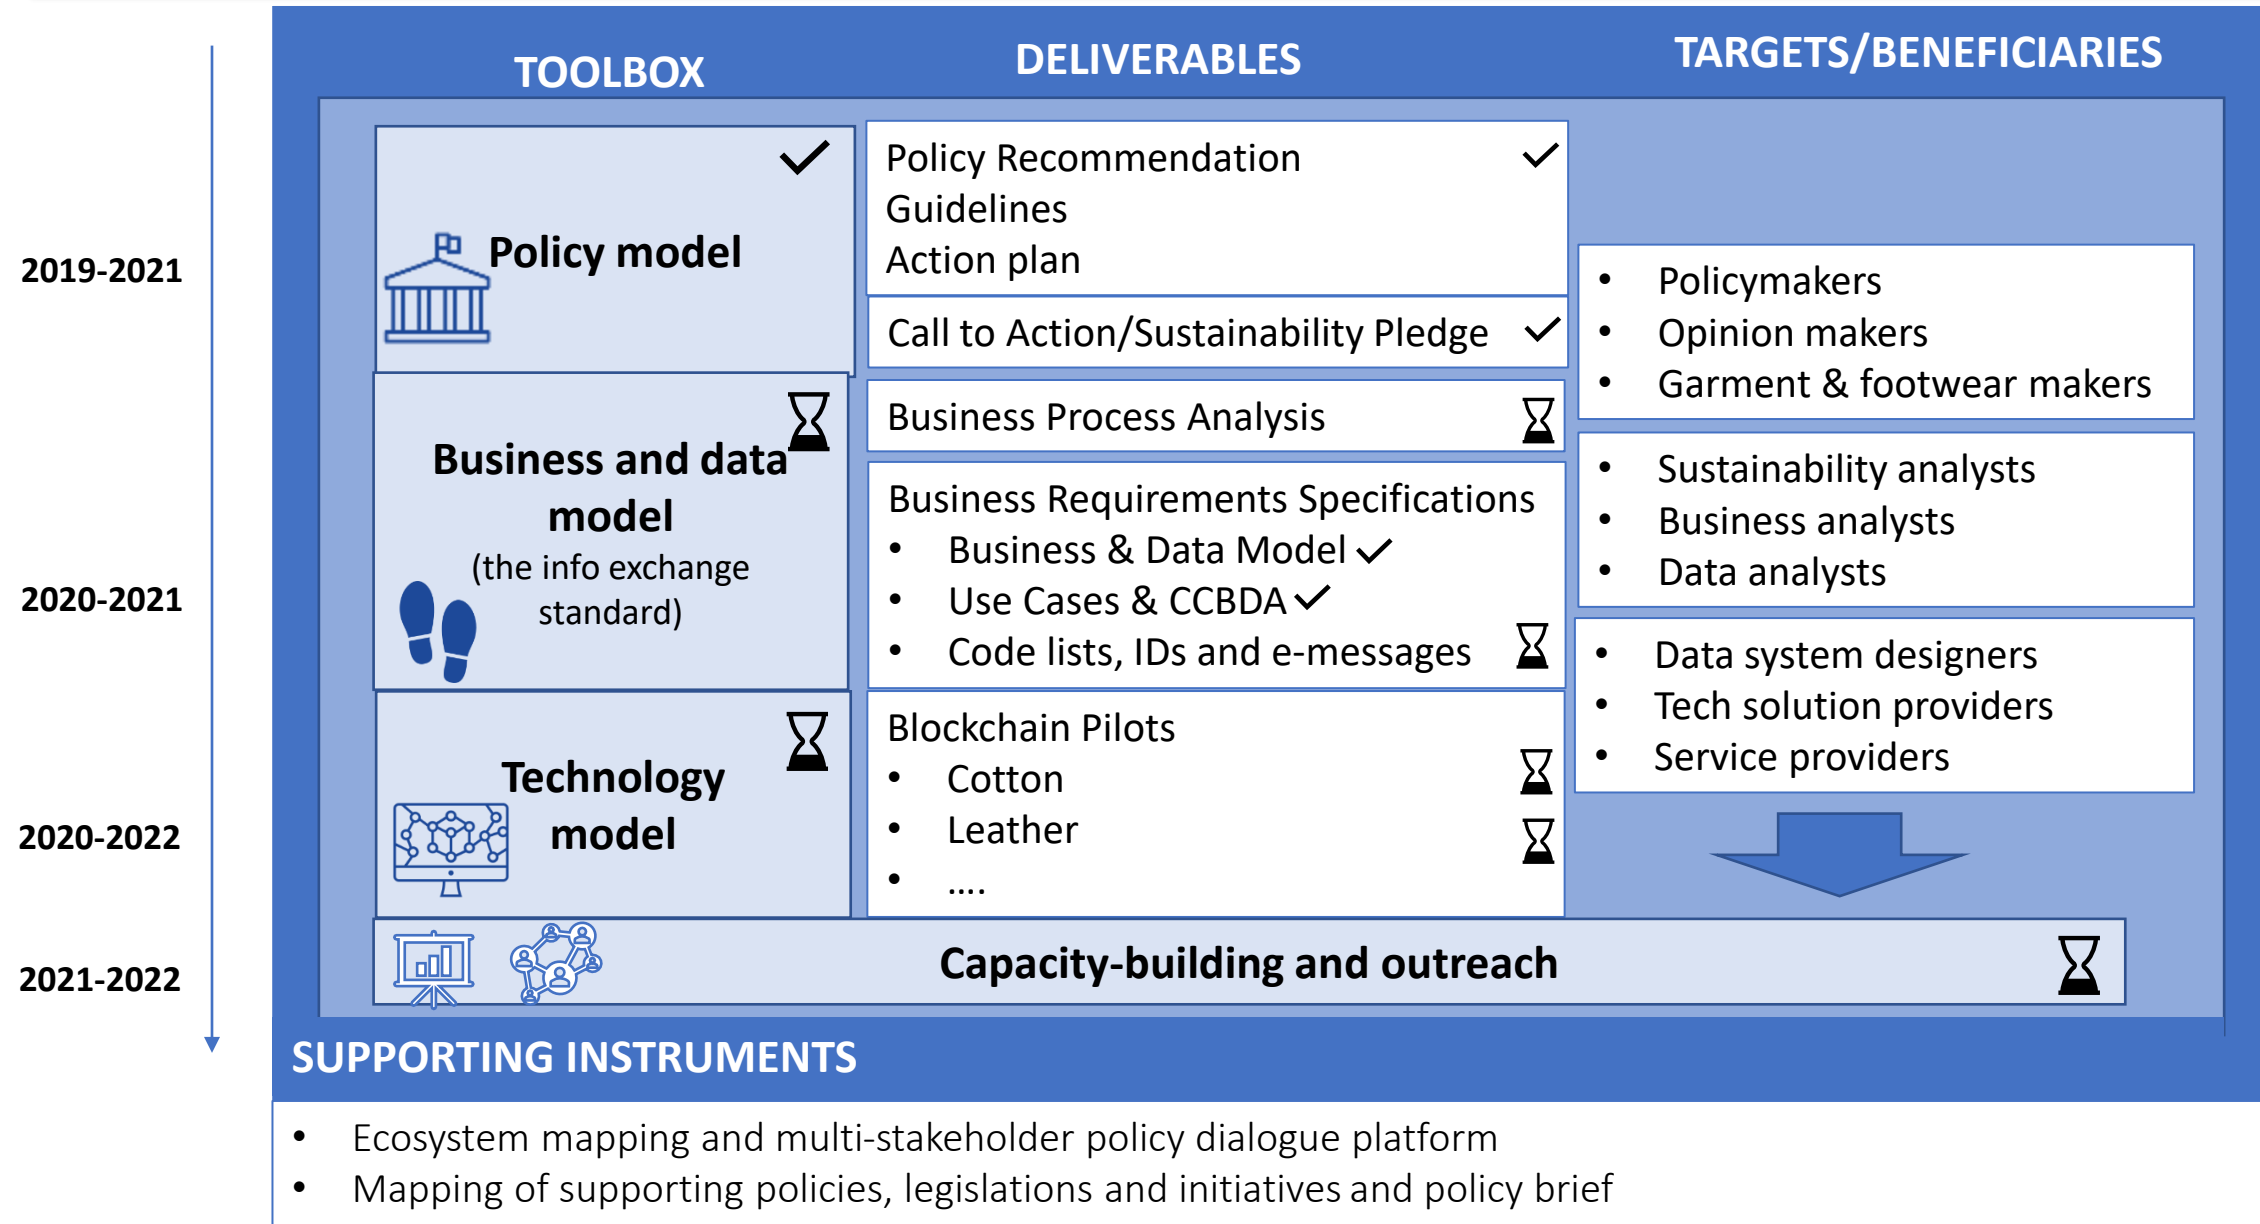 TOOLBOX
DELIVERABLES
TARGETS/BENEFICIARIES
2019-2021
Policy model
Policy Recommendation
Guidelines
Action plan
Call to Action/Sustainability Pledge
• Policymakers
• Opinion makers
• Garment & footwear makers
2020-2021
Business and data
model
(the info exchange
standard)
Business Process Analysis
Business Requirements Specifications
• Business & Data Model
• Use Cases & CCBDA
• Code lists, IDs and e-messages
• Sustainability analysts
• Business analysts
• Data analysts
2020-2022
Technology
model
Blockchain Pilots
• Cotton
• Leather
• ....
• Data system designers
• Tech solution providers
• Service providers
2021-2022
Capacity-building and outreach
SUPPORTING INSTRUMENTS
• Ecosystem mapping and multi-stakeholder policy dialogue platform
• Mapping of supporting policies, legislations and initiatives and policy brief